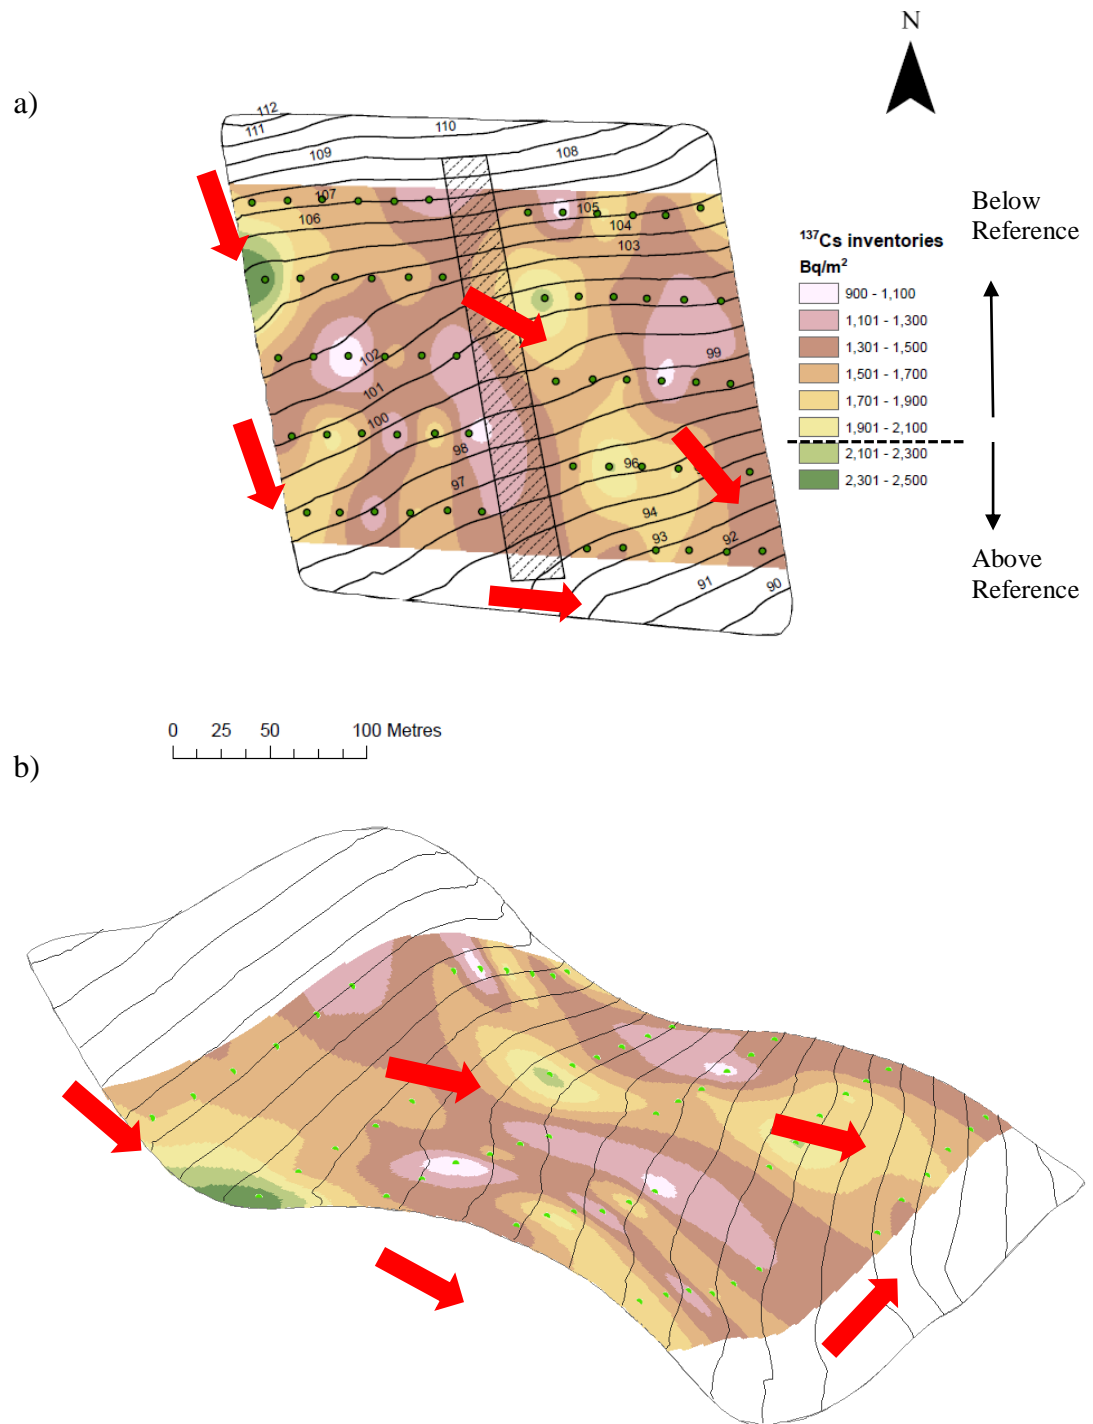 N
a)
112
111
110
109
108
107
106
105
104
103
102
101
100
99
98
97
96
94
93
92
91
90
Below
Reference
¹³⁷Cs inventories
Bq/m²
900 - 1,100
1,101 - 1,300
1,301 - 1,500
1,501 - 1,700
1,701 - 1,900
1,901 - 2,100
2,101 - 2,300
2,301 - 2,500
Above
Reference
0 25 50 100 Metres
b)